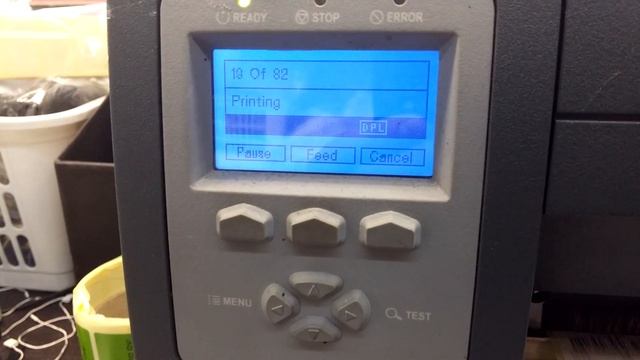 READY STOP ERROR
19 Of 82
Printing
DPL
Pause Feed Cancel
MENU
TEST